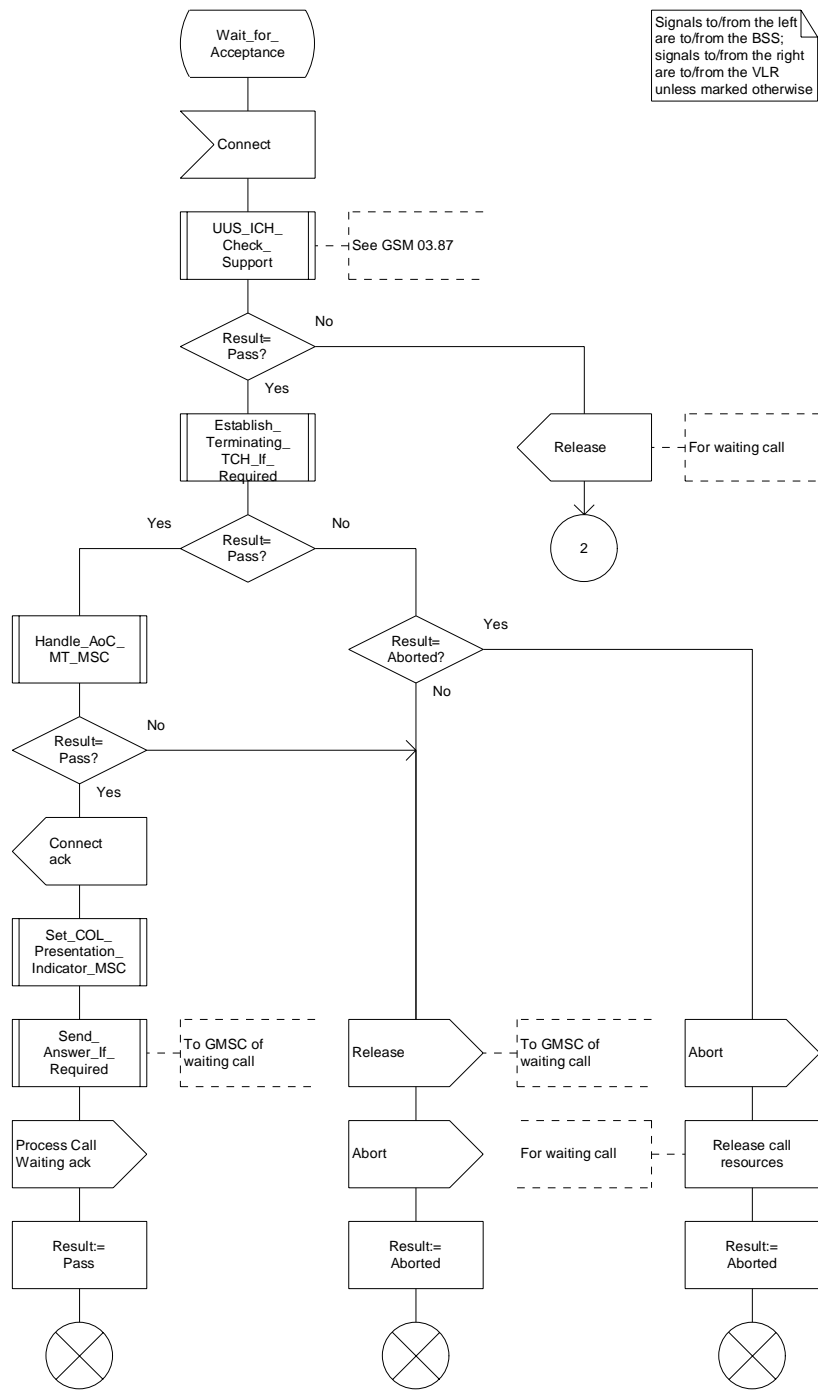 Wait_for_
Acceptance
Signals to/from the left
are to/from the BSS;
signals to/from the right
are to/from the VLR
unless marked otherwise
Connect
UUS_ICH_
Check_
Support
See GSM 03.87
Result=
Pass?
No
Yes
Establish_
Terminating_
TCH_If_
Required
Release
For waiting call
2
Yes
Result=
Pass?
No
Handle_AoC_
MT_MSC
Result=
Aborted?
Yes
No
Result=
Pass?
No
Yes
Connect
ack
Set_COL_
Presentation_
Indicator_MSC
Send_
Answer_If_
Required
To GMSC of
waiting call
Release
To GMSC of
waiting call
Abort
Process Call
Waiting ack
Abort
For waiting call
Release call
resources
Result:=
Pass
Result:=
Aborted
Result:=
Aborted